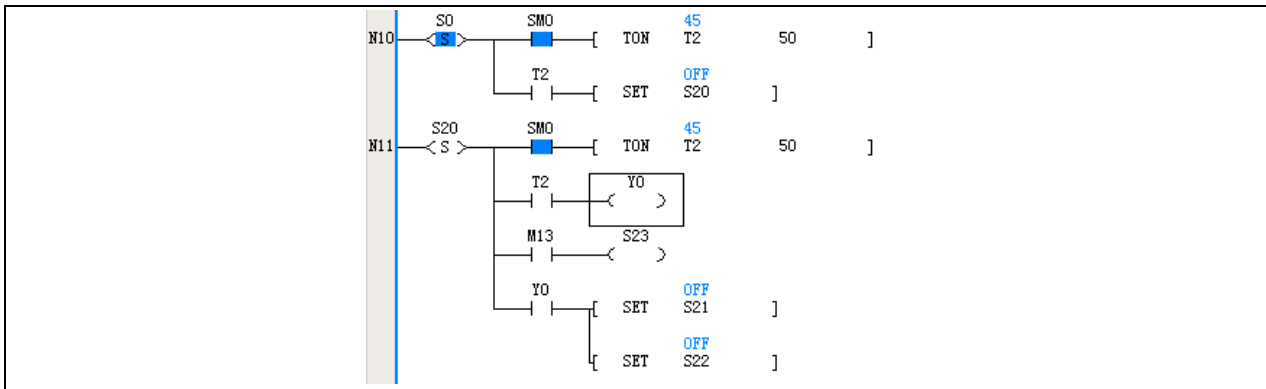 S0 SM0 45
N10 S TON T2 50
T2 OFF
SET S20
S20 SM0 45
N11 S TON T2 50
T2 Y0
M13 S23
Y0 OFF
SET S21
OFF
SET S22